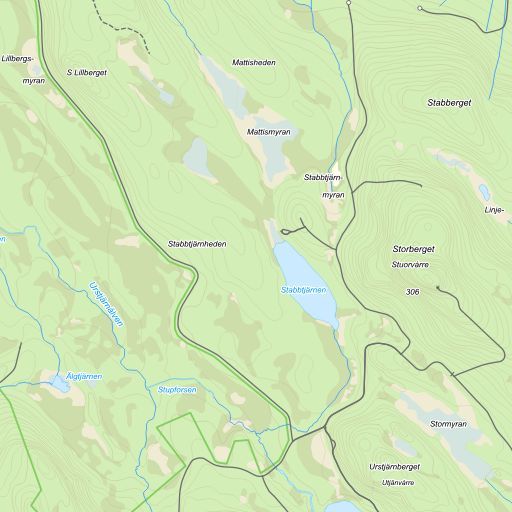 Lillbergs-
myran
S Lillberget
Mattisheden
Stabberget
Mattismyran
Stabbtjärn-
myran
Linje-
Stabbtjärnheden
Storberget
Stuorvárre
306
Urstjärnälven
Stabbtjärnen
Älgtjärnen
Stupforsen
Stormyran
Urstjärnberget
Utjánvárre